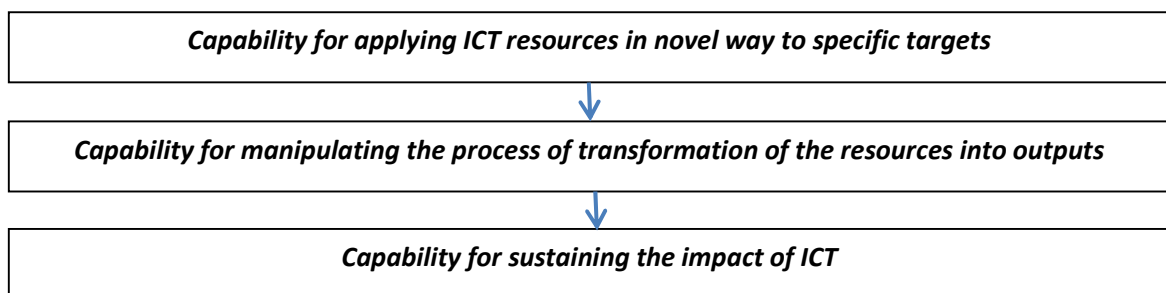 Capability for applying ICT resources in novel way to specific targets
Capability for manipulating the process of transformation of the resources into outputs
Capability for sustaining the impact of ICT